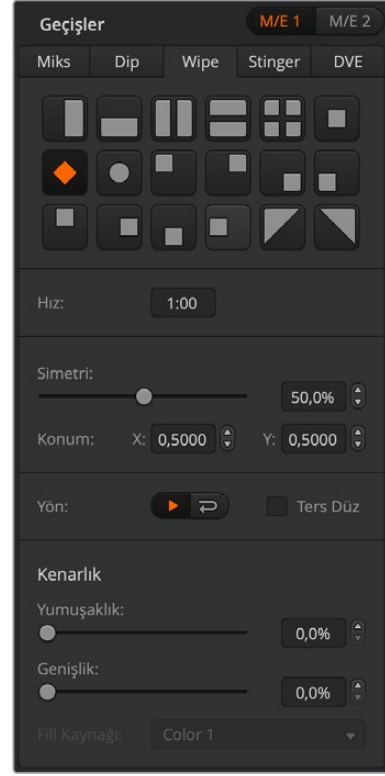 Geçişler M/E 1 M/E 2
Miks Dip Wipe Stinger DVE
Hız: 1:00
Simetri:
50,0%
Konum: X: 0,5000 Y: 0,5000
Yön: Ters Düz
Kenarlık
Yumuşaklık:
0,0%
Genişlik:
0,0%
Fill Kaynağı: Color 1